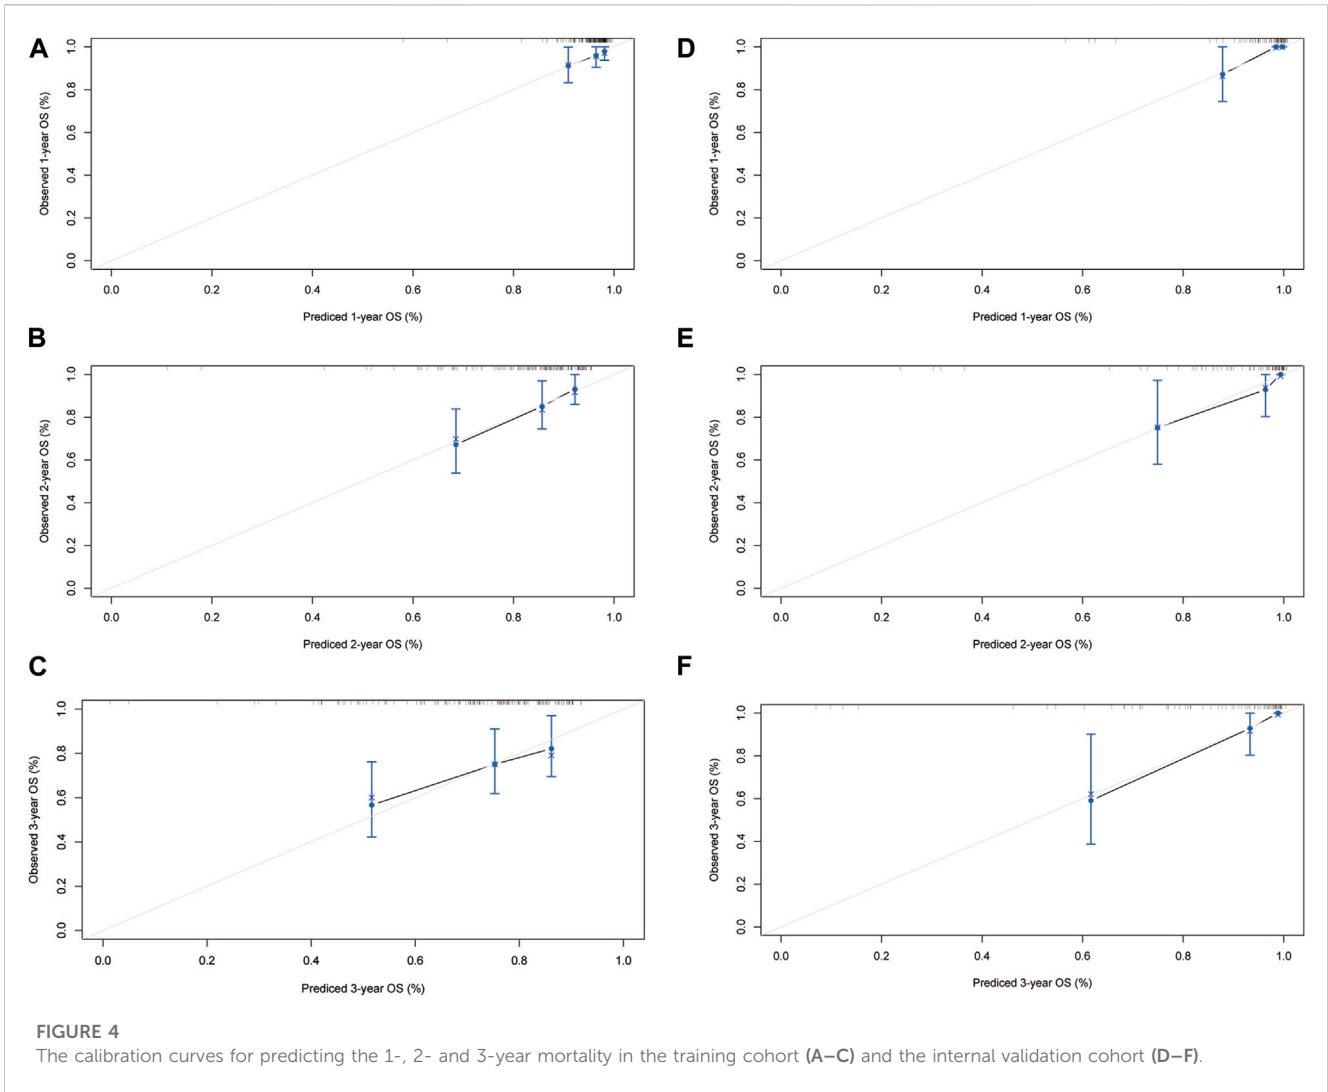 A
1.0
0.8
0.6
0.4
0.2
0.0
Observed 1-year OS (%)
0.0 0.2 0.4 0.6 0.8 1.0
Prediced 1-year OS (%)
D
1.0
0.8
0.6
0.4
0.2
0.0
Observed 1-year OS (%)
0.0 0.2 0.4 0.6 0.8 1.0
Prediced 1-year OS (%)
B
1.0
0.8
0.6
0.4
0.2
0.0
Observed 2-year OS (%)
0.0 0.2 0.4 0.6 0.8 1.0
Prediced 2-year OS (%)
E
1.0
0.8
0.6
0.4
0.2
0.0
Observed 2-year OS (%)
0.0 0.2 0.4 0.6 0.8 1.0
Prediced 2-year OS (%)
C
1.0
0.8
0.6
0.4
0.2
0.0
Observed 3-year OS (%)
0.0 0.2 0.4 0.6 0.8 1.0
Prediced 3-year OS (%)
F
1.0
0.8
0.6
0.4
0.2
0.0
Observed 3-year OS (%)
0.0 0.2 0.4 0.6 0.8 1.0
Prediced 3-year OS (%)
FIGURE 4
The calibration curves for predicting the 1-, 2- and 3-year mortality in the training cohort (A–C) and the internal validation cohort (D–F).